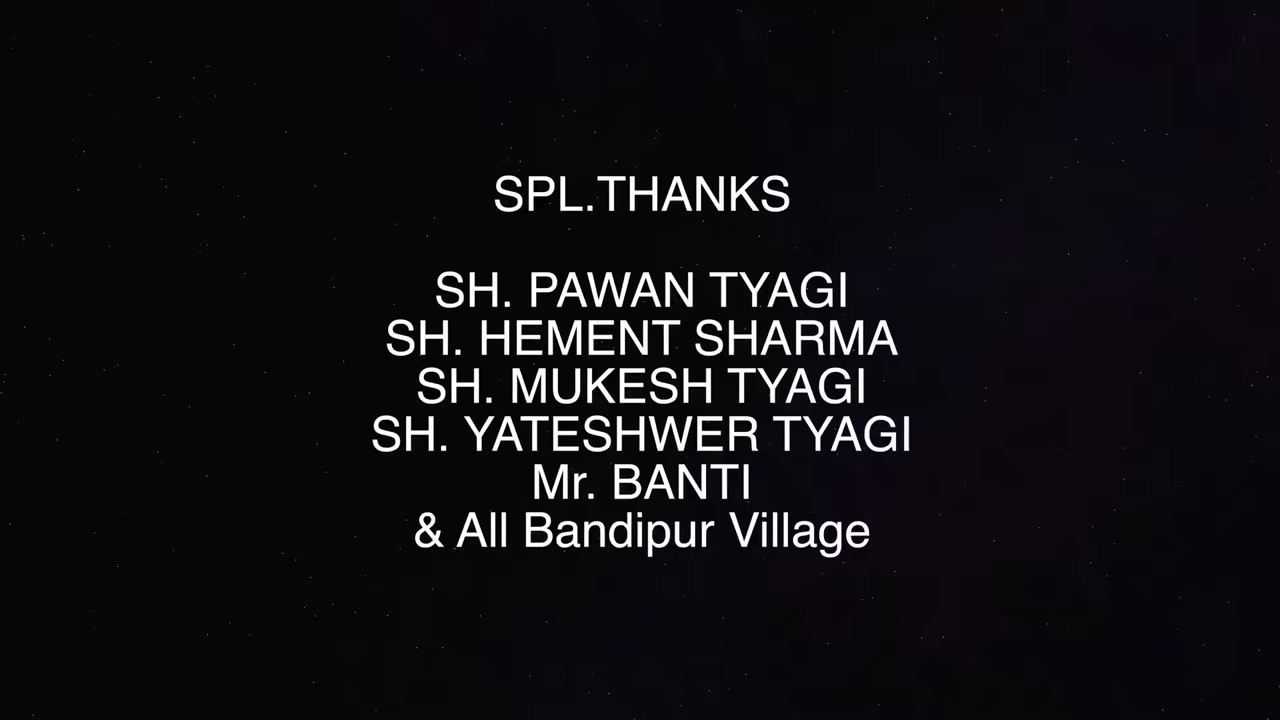 SPL.THANKS
SH. PAWAN TYAGI
SH. HEMENT SHARMA
SH. MUKESH TYAGI
SH. YATESHWER TYAGI
Mr. BANTI
& All Bandipur Village